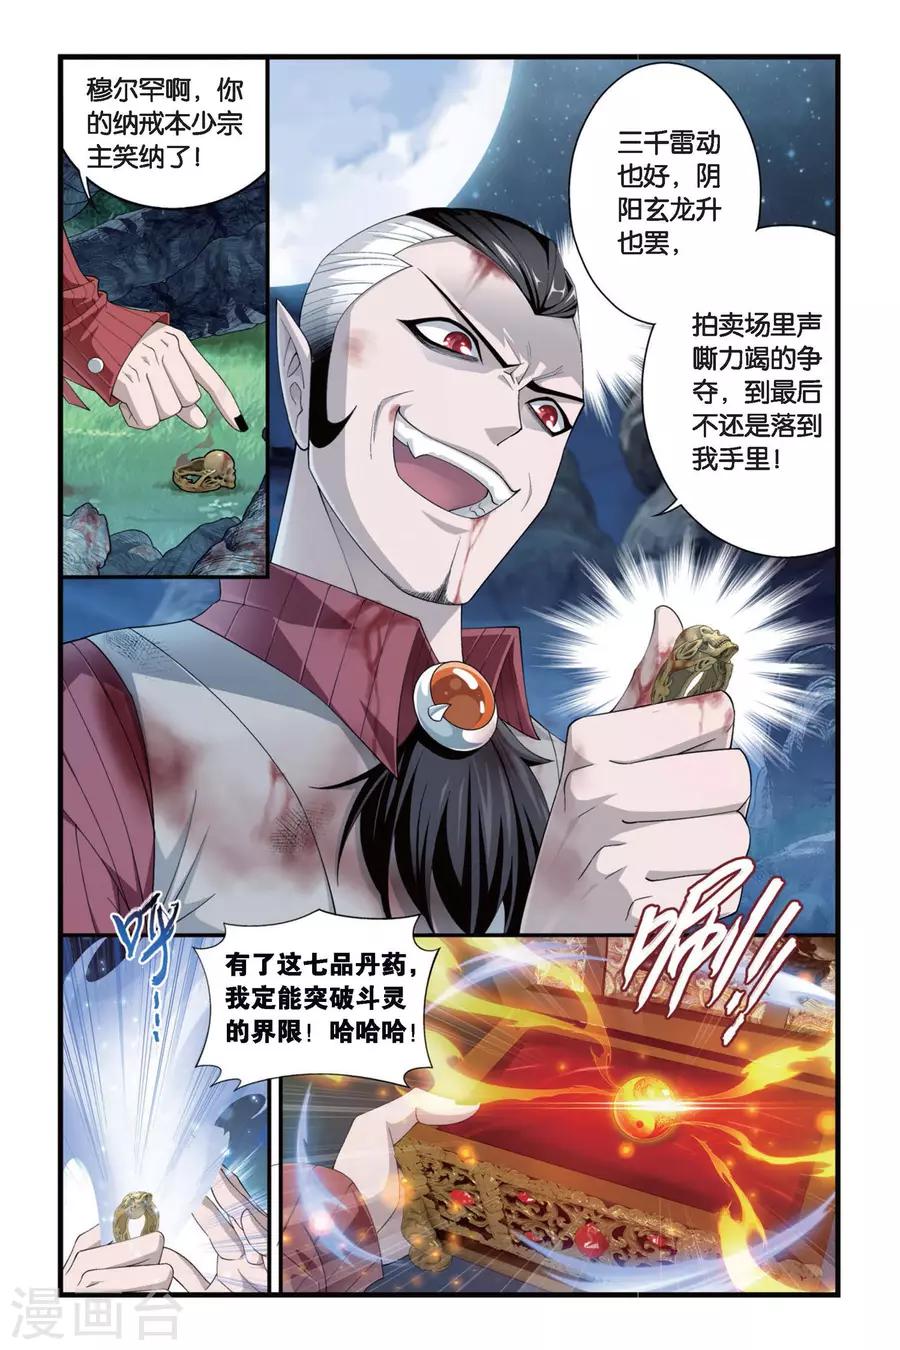 穆尔罕啊，你
的纳戒本少宗
主笑纳了！
三千雷动
也好，阴
阳玄龙升
也罢，
拍卖场里声
嘶力竭的争
夺，到最后
不还是落到
我手里！
呼
有了这七品丹药，
我定能突破斗灵
的界限！哈哈哈！
唰!!!
漫画台